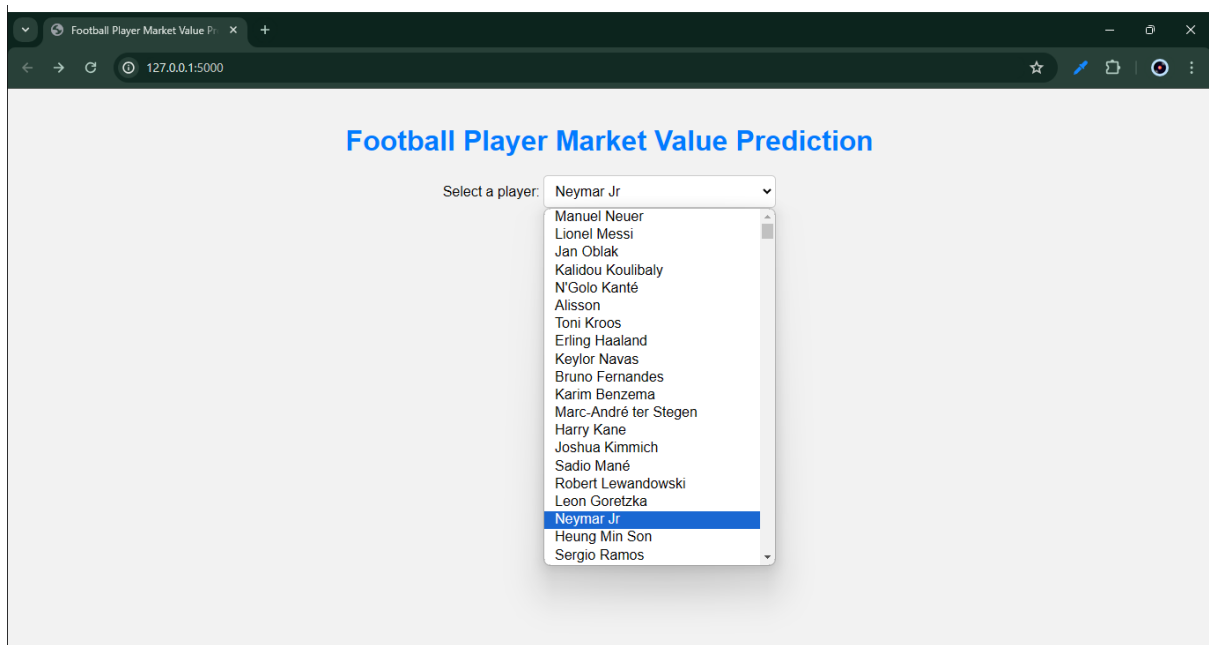 Football Player Market Value Pr
127.0.0.1:5000
Football Player Market Value Prediction
Select a player: Neymar Jr
Manuel Neuer
Lionel Messi
Jan Oblak
Kalidou Koulibaly
N'Golo Kanté
Alisson
Toni Kroos
Erling Haaland
Keylor Navas
Bruno Fernandes
Karim Benzema
Marc-André ter Stegen
Harry Kane
Joshua Kimmich
Sadio Mané
Robert Lewandowski
Leon Goretzka
Neymar Jr
Heung Min Son
Sergio Ramos